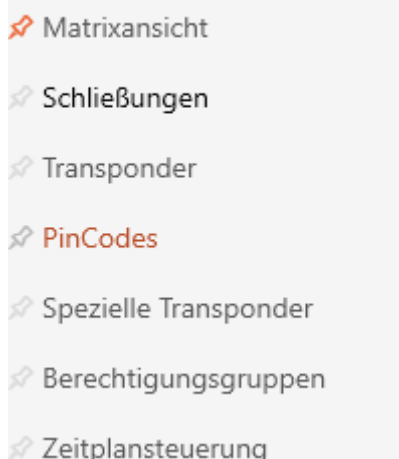 Matrixansicht
Schließungen
Transponder
PinCodes
Spezielle Transponder
Berechtigungsgruppen
Zeitplansteuerung